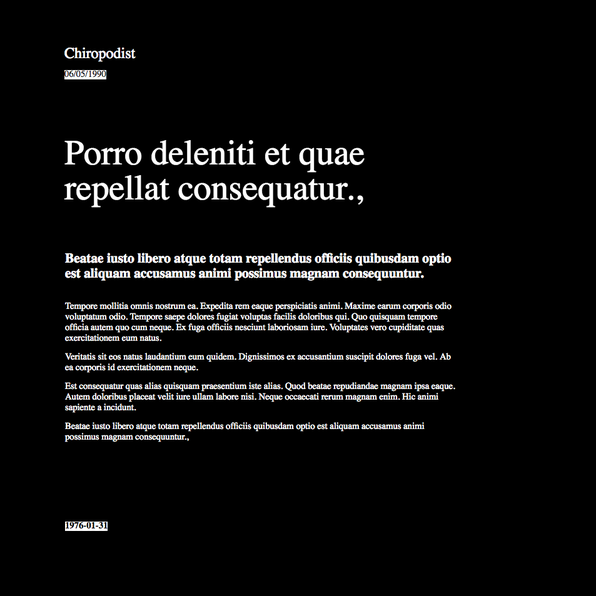 Chiropodist
06/05/1990
Porro deleniti et quae
repellat consequatur.,
Beatae iusto libero atque totam repellendus officiis quibusdam optio
est aliquam accusamus animi possimus magnam consequuntur.
Tempore mollitia omnis nostrum ea. Expedita rem eaque perspiciatis animi. Maxime earum corporis odio
voluptatum odio. Tempore saepe dolores fugiat voluptas facilis doloribus qui. Quo quisquam tempore
officia autem quo cum neque. Ex fuga officiis nesciunt laboriosam iure. Voluptates vero cupiditate quas
exercitationem eum natus.
Veritatis sit eos natus laudantium eum quidem. Dignissimos ex accusantium suscipit dolores fuga vel. Ab
ea corporis id exercitationem neque.
Est consequatur quas alias quisquam praesentium iste alias. Quod beatae repudiandae magnam ipsa eaque.
Autem doloribus placeat velit iure ullam labore nisi. Neque occaecati rerum magnam enim. Hic animi
sapiente a incidunt.
Beatae iusto libero atque totam repellendus officiis quibusdam optio est aliquam accusamus animi
possimus magnam consequuntur.,
1976-01-31